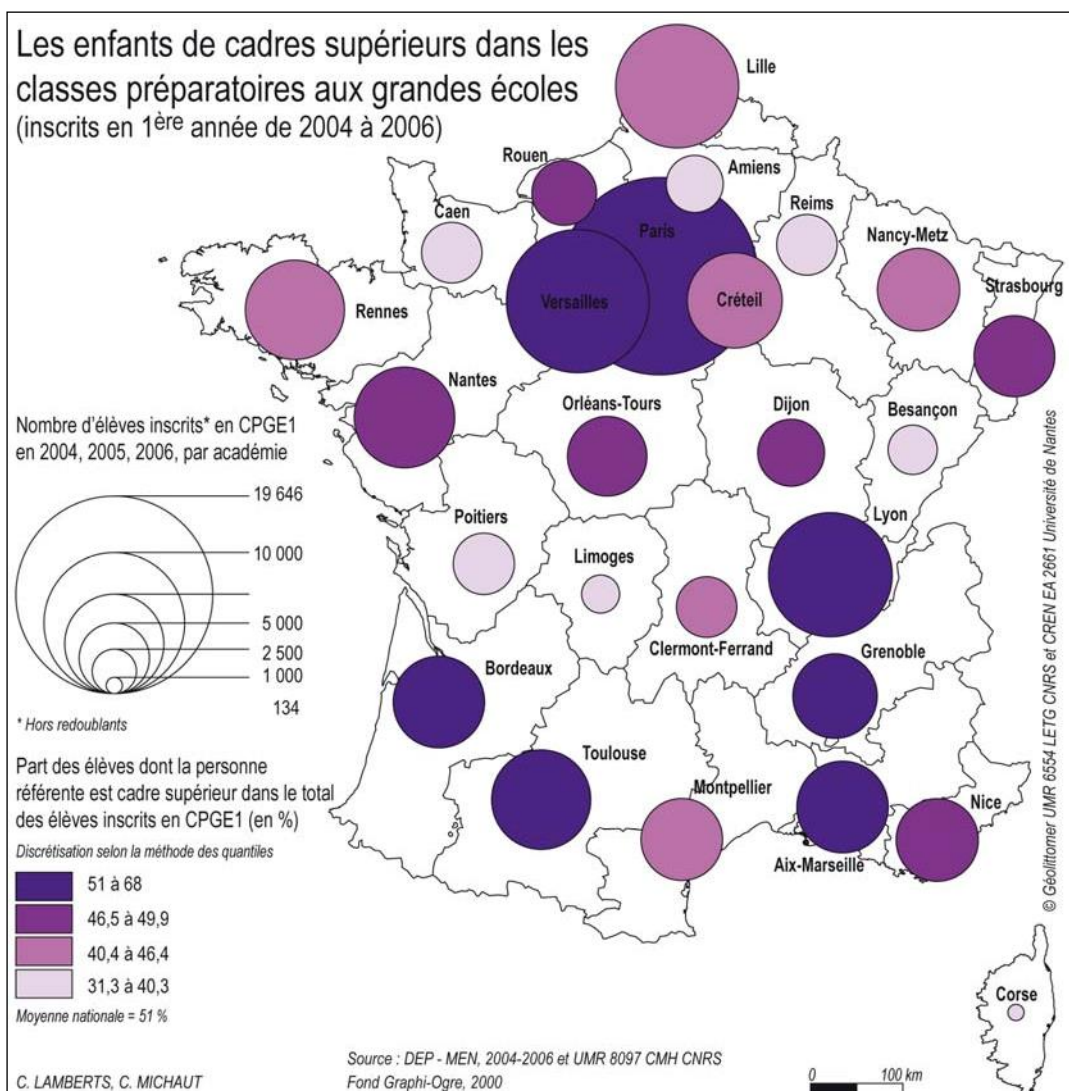 Les enfants de cadres supérieurs dans les
classes préparatoires aux grandes écoles
(inscrits en 1ère année de 2004 à 2006)
Lille
Rouen
Amiens
Caen
Paris
Reims
Nancy-Metz
Strasbourg
Versailles
Créteil
Rennes
Nantes
Orléans-Tours
Dijon
Besançon
Nombre d'élèves inscrits* en CPGE1
en 2004, 2005, 2006, par académie
19 646
10 000
5 000
2 500
1 000
134
* Hors redoublants
Poitiers
Limoges
Lyon
Clermont-Ferrand
Grenoble
Bordeaux
Toulouse
Montpellier
Nice
Aix-Marseille
Corse
Part des élèves dont la personne
référente est cadre supérieur dans le total
des élèves inscrits en CPGE1 (en %)
Discrétisation selon la méthode des quantiles
51 à 68
46,5 à 49,9
40,4 à 46,4
31,3 à 40,3
Moyenne nationale = 51 %
C. LAMBERTS, C. MICHAUT
Source : DEP - MEN, 2004-2006 et UMR 8097 CMH CNRS
Fond Graphi-Ogre, 2000
0 100 km
© Géolittomer UMR 6554 LETG CNRS et CREN EA 2661 Université de Nantes